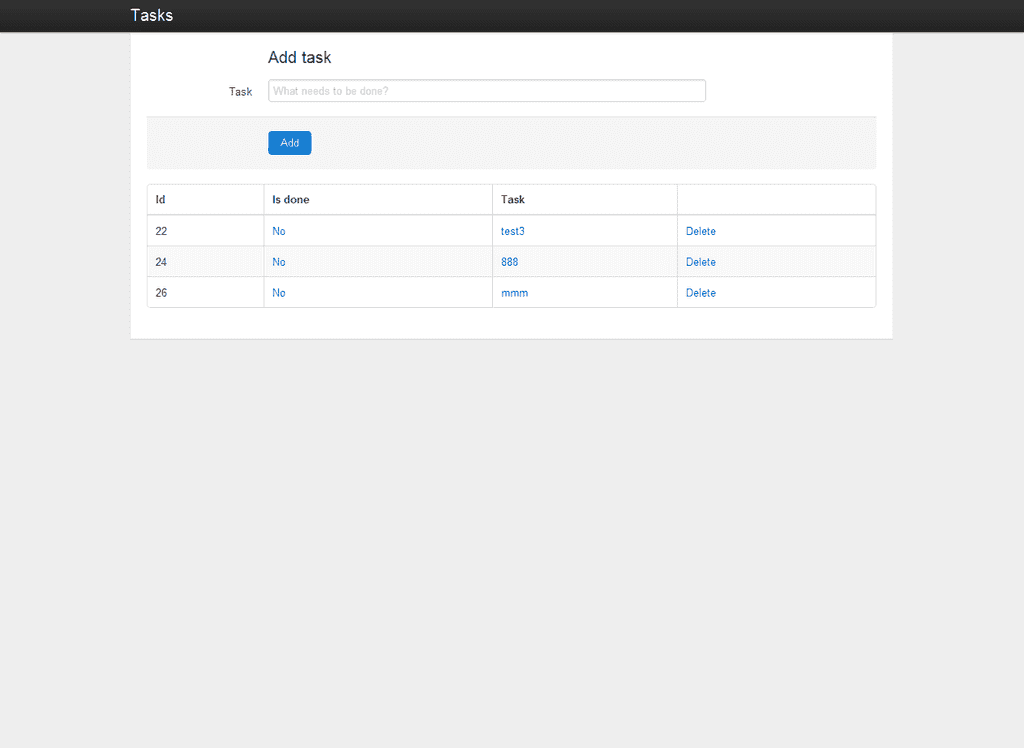 Tasks
Add task
Task What needs to be done?
Add
Id Is done Task
22 No test3 Delete
24 No 888 Delete
26 No mmm Delete